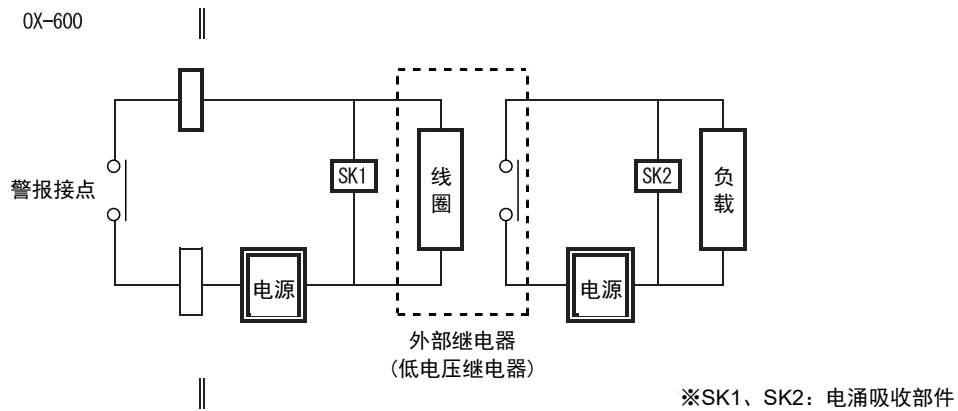 OX-600
警报接点
SK1
线圈
SK2
负载
电源
电源
外部继电器
(低电压继电器)
※SK1、SK2：电涌吸收部件